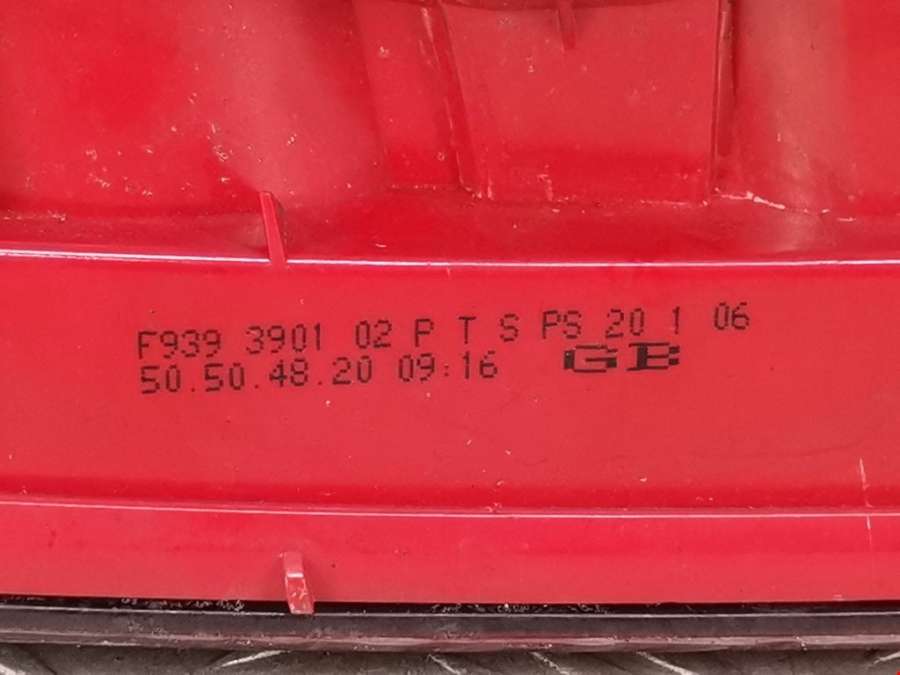 F939 3901 02 P T S PS 20 1 06
50.50.48.20 09:16 GB